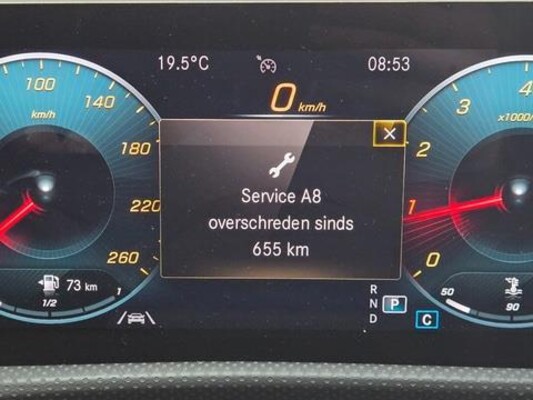 19.5°C
08:53
0 km/h
100
140
km/h
180
220
260
73 km
1/2
1
Service A8
overschreden sinds
655 km
4
3
x1000/
2
1
0
50
90
R
N
P
D
C